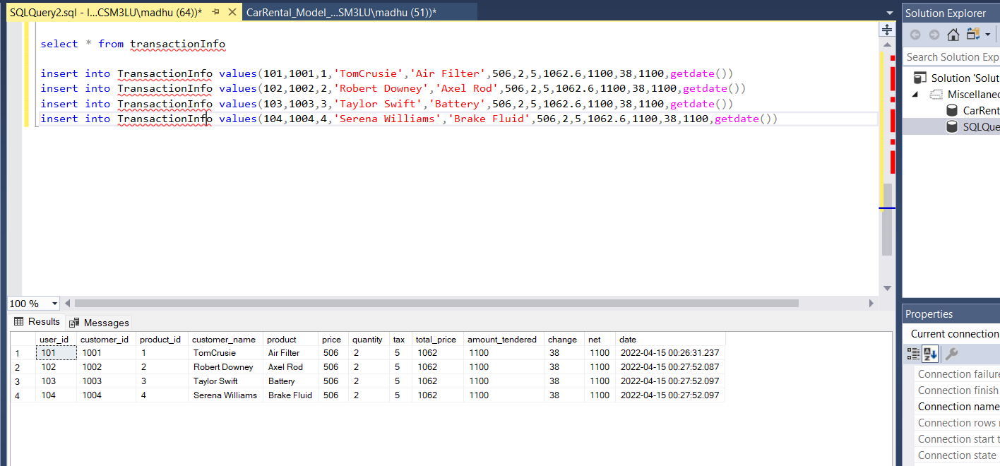 SQLQuery2.sql - I...CSM3LU\madhu (64))* CarRental_Model_...SM3LU\madhu (51))*
select * from transactionInfo
insert into TransactionInfo values(101,1001,1,'TomCrusie','Air Filter',506,2,5,1062.6,1100,38,1100,getdate())
insert into TransactionInfo values(102,1002,2,'Robert Downey','Axel Rod',506,2,5,1062.6,1100,38,1100,getdate())
insert into TransactionInfo values(103,1003,3,'Taylor Swift','Battery',506,2,5,1062.6,1100,38,1100,getdate())
insert into TransactionInfo values(104,1004,4,'Serena Williams','Brake Fluid',506,2,5,1062.6,1100,38,1100,getdate())
100 %
Results Messages
user_id customer_id product_id customer_name product price quantity tax total_price amount_tendered change net date
1 101 1001 1 TomCrusie Air Filter 506 2 5 1062 1100 38 1100 2022-04-15 00:26:31.237
2 102 1002 2 Robert Downey Axel Rod 506 2 5 1062 1100 38 1100 2022-04-15 00:27:52.087
3 103 1003 3 Taylor Swift Battery 506 2 5 1062 1100 38 1100 2022-04-15 00:27:52.097
4 104 1004 4 Serena Williams Brake Fluid 506 2 5 1062 1100 38 1100 2022-04-15 00:27:52.097
Solution Explorer
Search Solution Exp
Solution 'Solut
Miscellanec
CarRent
SQLQue
Properties
Current connection
Connection failure
Connection finish
Connection name
Connection rows r
Connection start t
Connection state